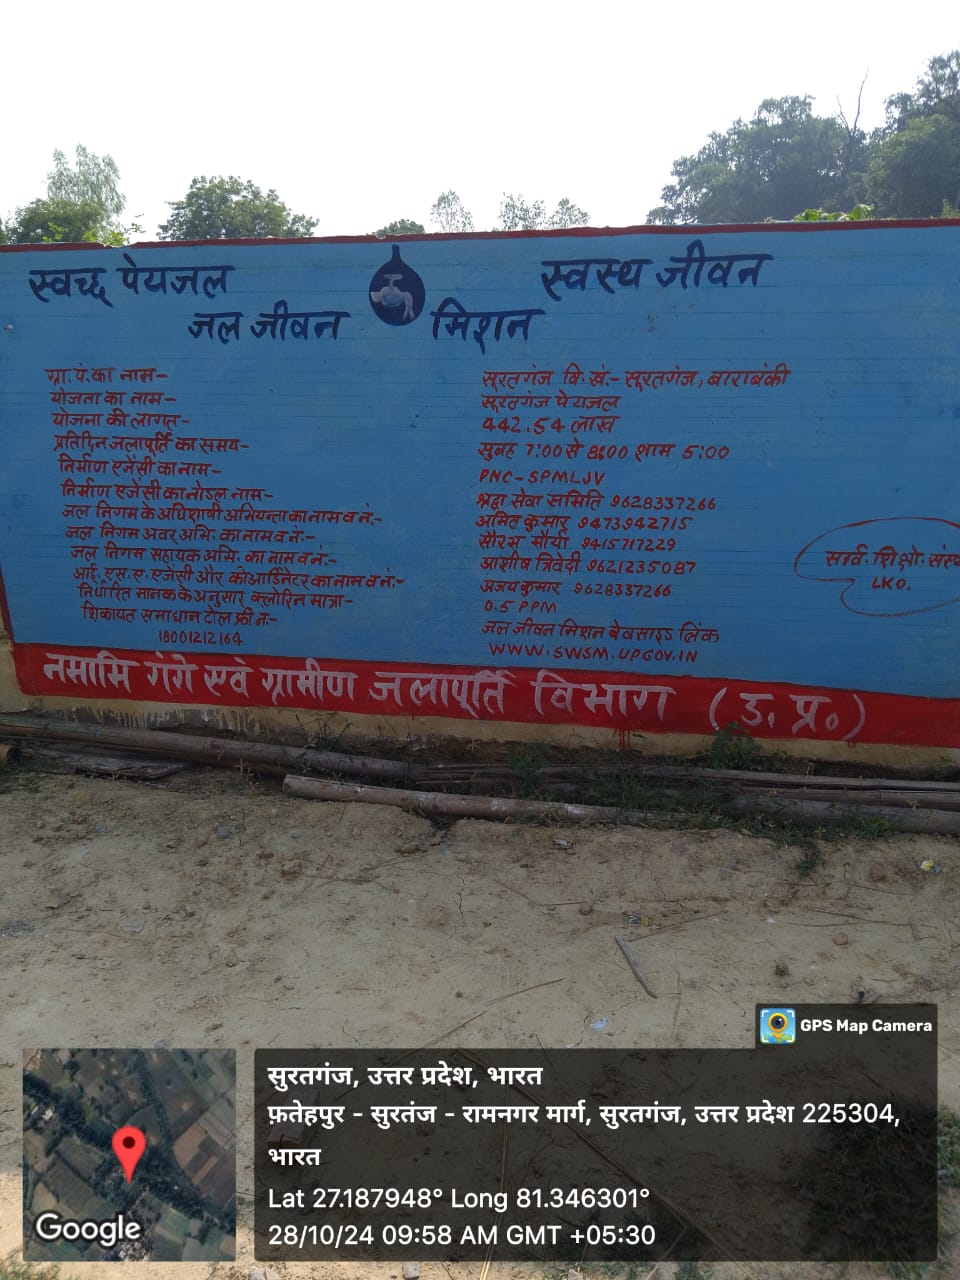 स्वच्छ पेयजल स्वस्थ जीवन
जल जीवन मिशन
ग्रा.पं.का नाम- सूरतगंज वि.खं.- सूरतगंज, बाराबंकी
योजना का नाम- सूरतगंज पेयजल
योजना की लागत- 442.54 लाख
प्रतिदिन जलापूर्ति का समय- सुबह 7:00 से 8:00 शाम 5:00
निर्माण एजेंसी का नाम- PNC-SPMLJV
निर्माण एजेंसी का नोडल नाम- श्रद्धा सेवा समिति 9628337266
जल निगम के अधिशाषी अभियन्ता का नाम व नं:- अमित कुमार 9473942715
जल निगम अवर अभि. का नाम व नं:- सौरभ मौर्या 9415717229
जल निगम सहायक अभि. का नाम व नं:- आशीष त्रिवेदी 9621235087
आई.एस.ए. एजेंसी और कोआर्डिनेटर का नाम व नं:- अजय कुमार 9628337266
निर्धारित मानक के अनुसार क्लोरिन मात्रा- 0.5 PPM
शिकायत समाधान टोल फ्री नं:- जल जीवन मिशन बेवसाइड लिंक
18001212164 WWW.SWSM.UPGOV.IN
LKO.
नमामि गंगे एवं ग्रामीण जलापूर्ति विभाग (उ. प्र.)
GPS Map Camera
सुरतगंज, उत्तर प्रदेश, भारत
फ़तेहपुर - सुरतंज - रामनगर मार्ग, सुरतगंज, उत्तर प्रदेश 225304,
भारत
Lat 27.187948° Long 81.346301°
28/10/24 09:58 AM GMT +05:30
Google